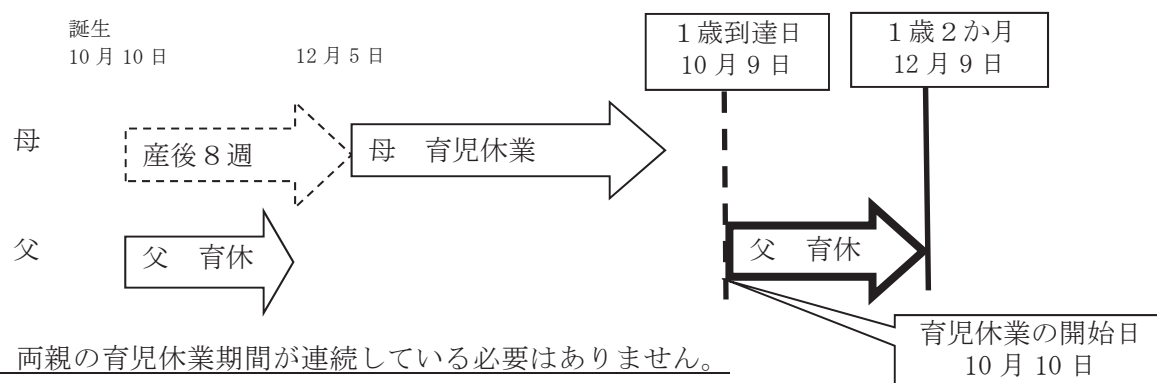 誕生
10月10日
12月5日
1歳到達日
10月9日
1歳2か月
12月9日
母
産後8週
母　育児休業
父
父　育休
父　育休
育児休業の開始日
10月10日
両親の育児休業期間が連続している必要はありません。